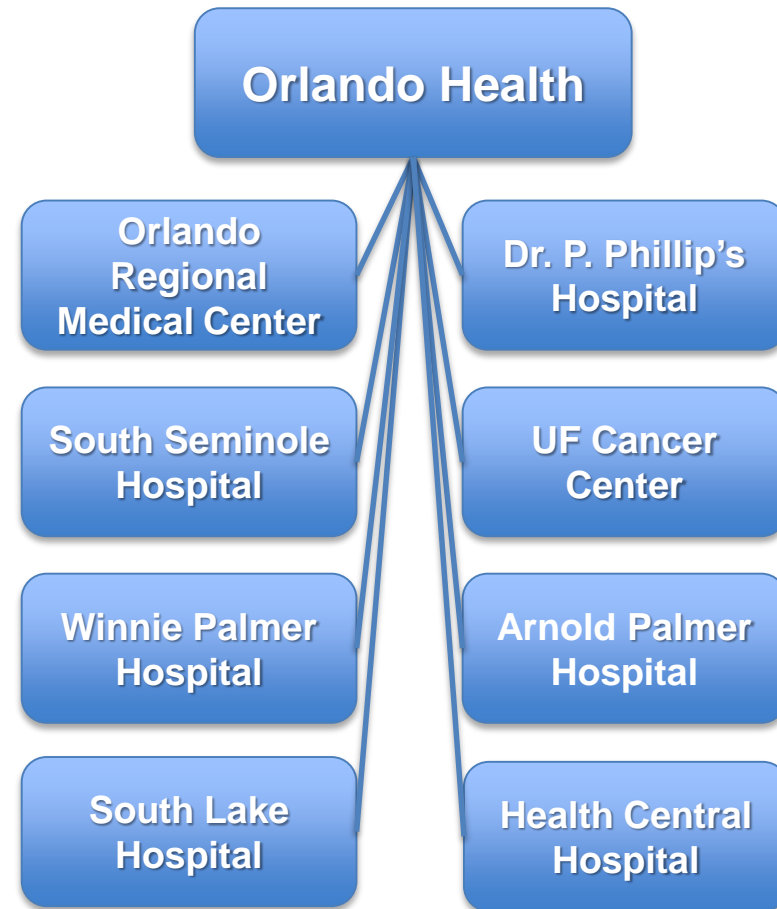 Orlando Health
Orlando
Regional
Medical Center
Dr. P. Phillip’s
Hospital
South Seminole
Hospital
UF Cancer
Center
Winnie Palmer
Hospital
Arnold Palmer
Hospital
South Lake
Hospital
Health Central
Hospital